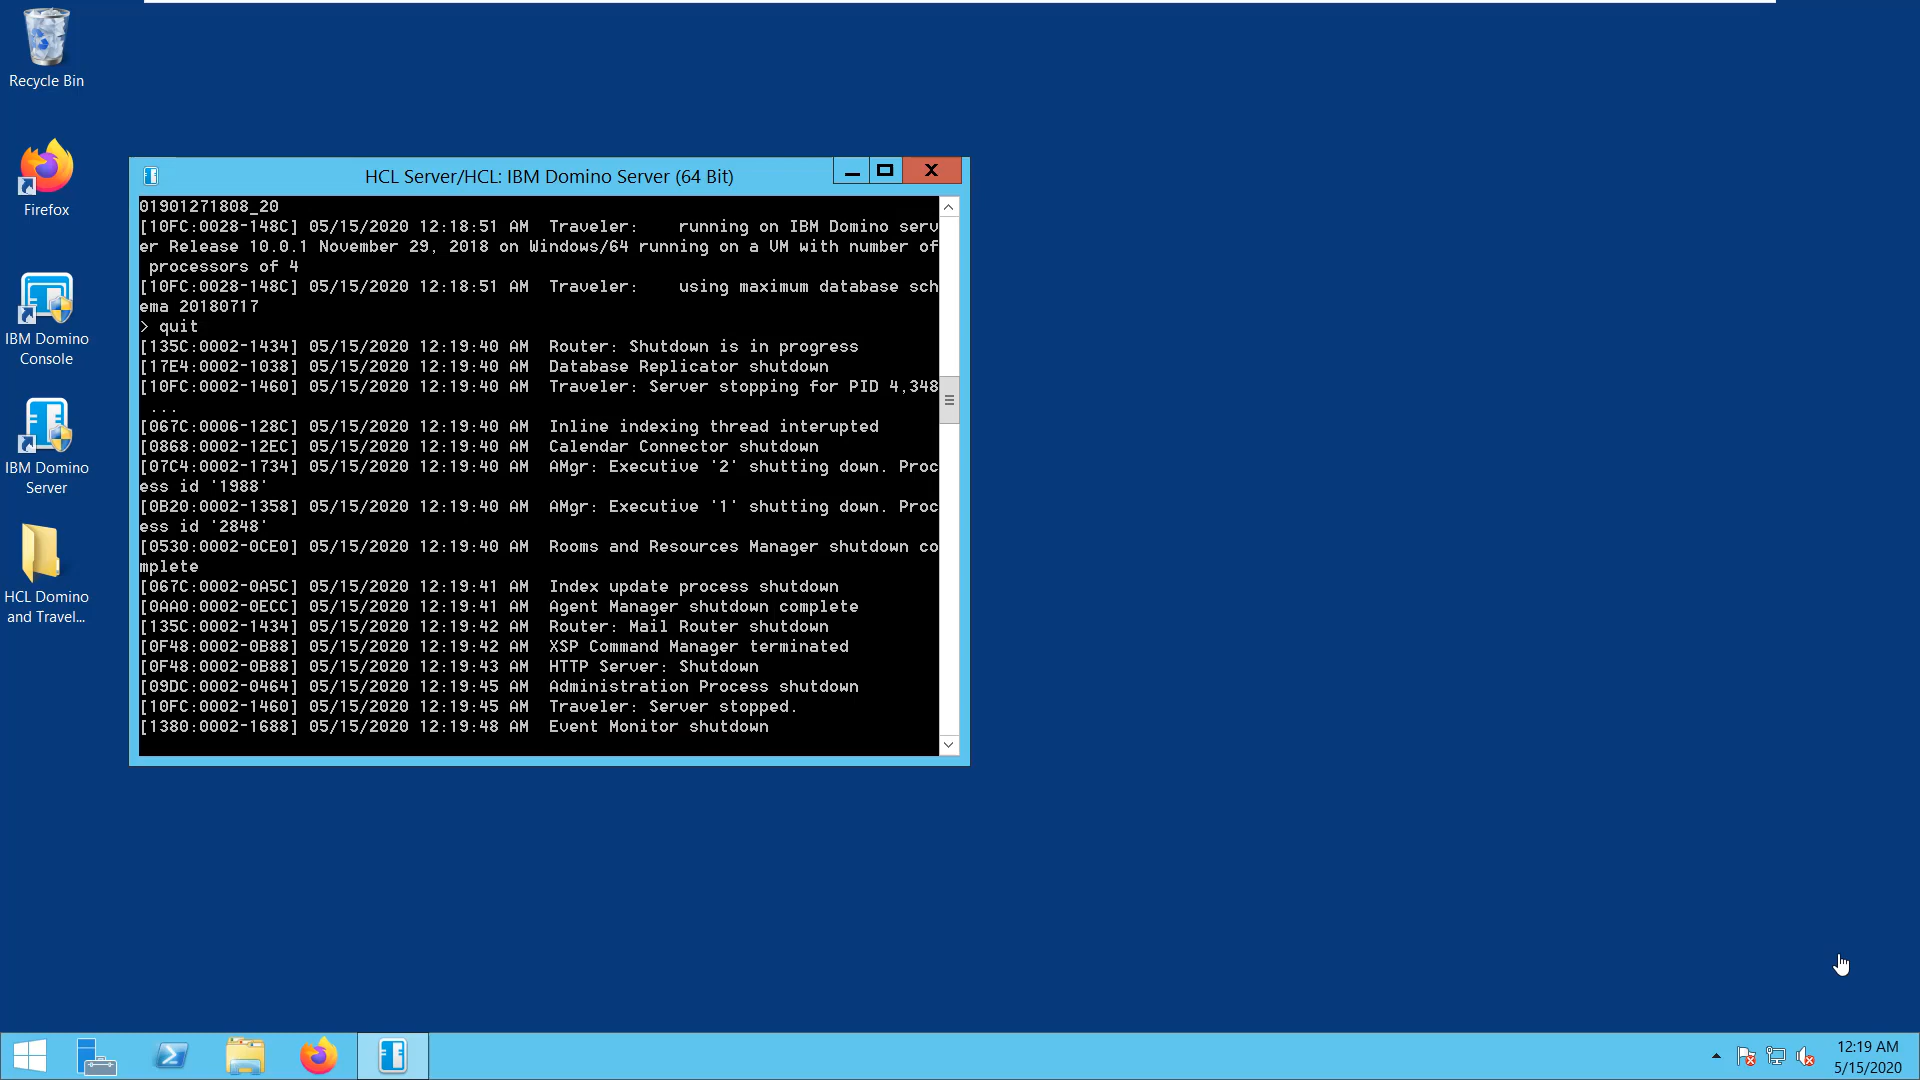 Recycle Bin
Firefox
IBM Domino
Console
IBM Domino
Server
HCL Domino
and Travel...
HCL Server/HCL: IBM Domino Server (64 Bit)
01901271808_20
[10FC:0028-148C] 05/15/2020 12:18:51 AM  Traveler:    running on IBM Domino serv
er Release 10.0.1 November 29, 2018 on Windows/64 running on a VM with number of
 processors of 4
[10FC:0028-148C] 05/15/2020 12:18:51 AM  Traveler:    using maximum database sch
ema 20180717
> quit
[135C:0002-1434] 05/15/2020 12:19:40 AM  Router: Shutdown is in progress
[17E4:0002-1038] 05/15/2020 12:19:40 AM  Database Replicator shutdown
[10FC:0002-1460] 05/15/2020 12:19:40 AM  Traveler: Server stopping for PID 4,348
 ...
[067C:0006-128C] 05/15/2020 12:19:40 AM  Inline indexing thread interupted
[0868:0002-12EC] 05/15/2020 12:19:40 AM  Calendar Connector shutdown
[07C4:0002-1734] 05/15/2020 12:19:40 AM  AMgr: Executive '2' shutting down. Proc
ess id '1988'
[0B20:0002-1358] 05/15/2020 12:19:40 AM  AMgr: Executive '1' shutting down. Proc
ess id '2848'
[0530:0002-0CE0] 05/15/2020 12:19:40 AM  Rooms and Resources Manager shutdown co
mplete
[067C:0002-0A5C] 05/15/2020 12:19:41 AM  Index update process shutdown
[0AA0:0002-0ECC] 05/15/2020 12:19:41 AM  Agent Manager shutdown complete
[135C:0002-1434] 05/15/2020 12:19:42 AM  Router: Mail Router shutdown
[0F48:0002-0B88] 05/15/2020 12:19:42 AM  XSP Command Manager terminated
[0F48:0002-0B88] 05/15/2020 12:19:43 AM  HTTP Server: Shutdown
[09DC:0002-0464] 05/15/2020 12:19:45 AM  Administration Process shutdown
[10FC:0002-1460] 05/15/2020 12:19:45 AM  Traveler: Server stopped.
[1380:0002-1688] 05/15/2020 12:19:48 AM  Event Monitor shutdown
12:19 AM
5/15/2020